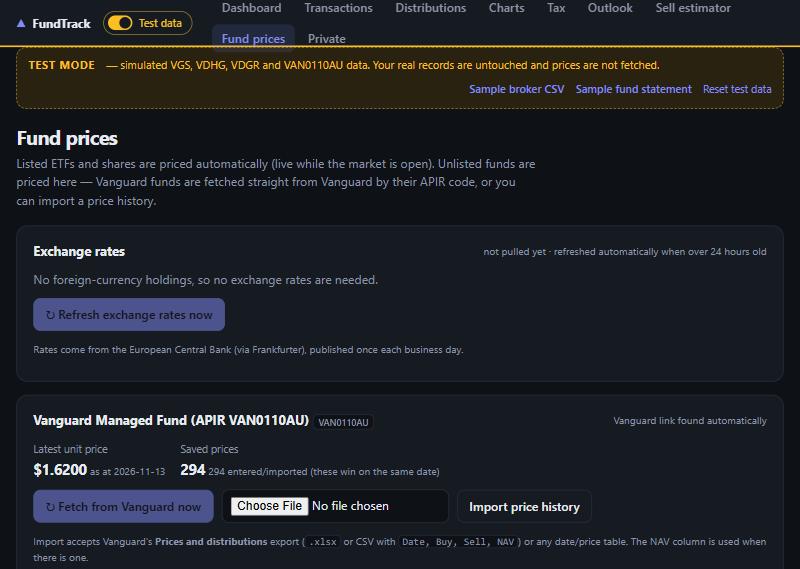 ▲ FundTrack Test data Dashboard Transactions Distributions Charts Tax Outlook Sell estimator
Fund prices Private
TEST MODE — simulated VGS, VDHG, VDGR and VAN0110AU data. Your real records are untouched and prices are not fetched.
Sample broker CSV Sample fund statement Reset test data
Fund prices
Listed ETFs and shares are priced automatically (live while the market is open). Unlisted funds are
priced here — Vanguard funds are fetched straight from Vanguard by their APIR code, or you
can import a price history.
Exchange rates not pulled yet · refreshed automatically when over 24 hours old
No foreign-currency holdings, so no exchange rates are needed.
↻ Refresh exchange rates now
Rates come from the European Central Bank (via Frankfurter), published once each business day.
Vanguard Managed Fund (APIR VAN0110AU) VAN0110AU Vanguard link found automatically
Latest unit price Saved prices
$1.6200 as at 2026-11-13 294 294 entered/imported (these win on the same date)
↻ Fetch from Vanguard now Choose File No file chosen Import price history
Import accepts Vanguard's Prices and distributions export ( .xlsx or CSV with Date, Buy, Sell, NAV ) or any date/price table. The NAV column is used when
there is one.